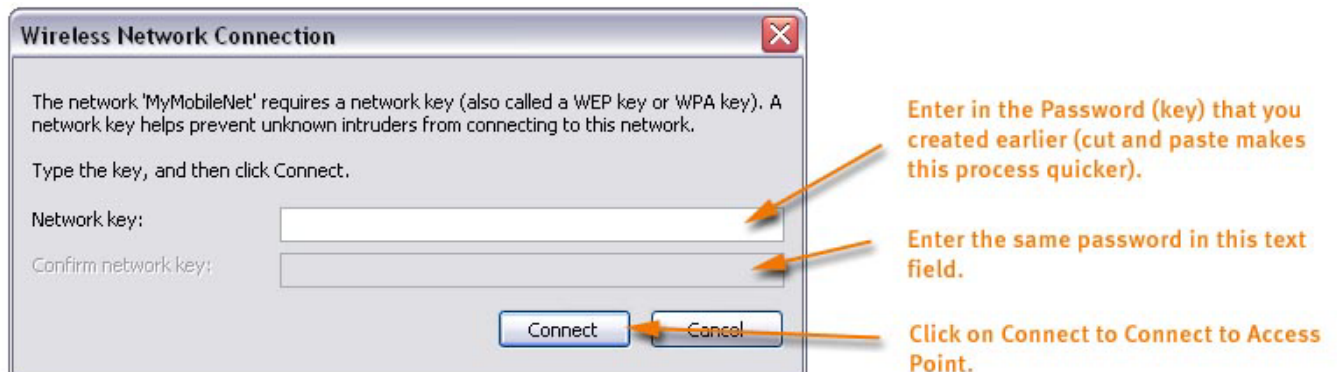 Wireless Network Connection
The network 'MyMobileNet' requires a network key (also called a WEP key or WPA key). A
network key helps prevent unknown intruders from connecting to this network.
Type the key, and then click Connect.
Network key:
Confirm network key:
Connect
Cancel
Enter in the Password (key) that you
created earlier (cut and paste makes
this process quicker).
Enter the same password in this text
field.
Click on Connect to Connect to Access
Point.